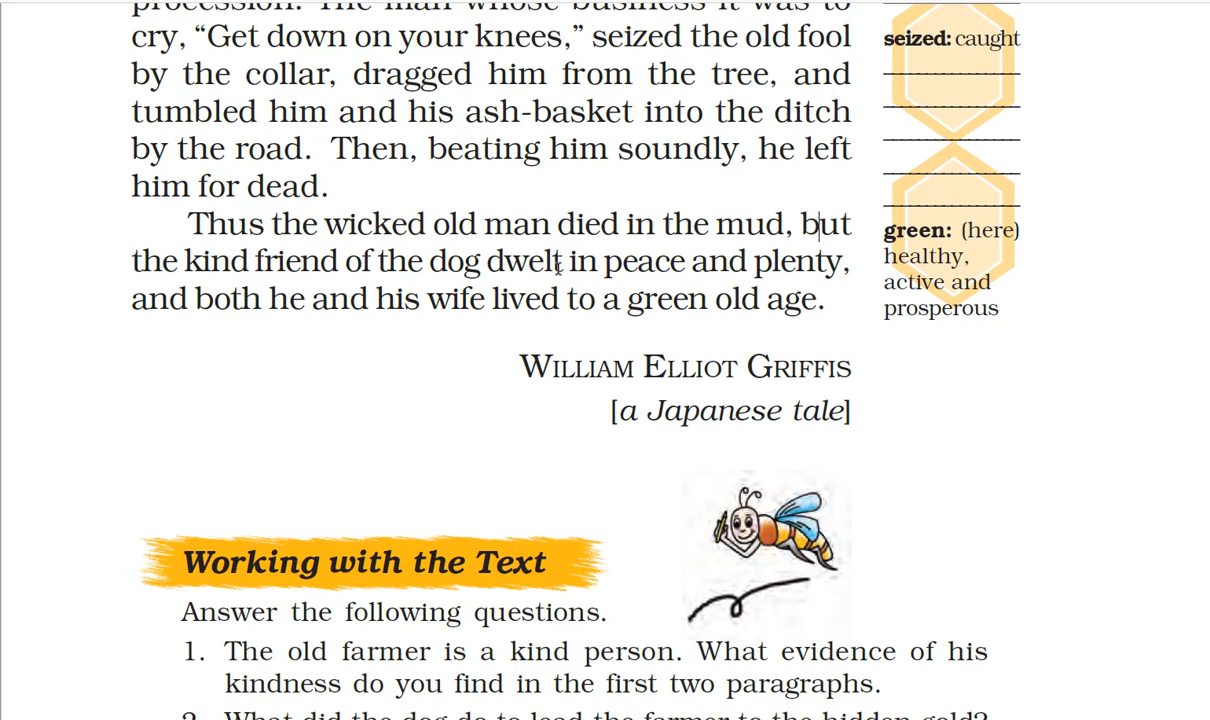 procession. The man whose business it was to
cry, “Get down on your knees,” seized the old fool
by the collar, dragged him from the tree, and
tumbled him and his ash-basket into the ditch
by the road. Then, beating him soundly, he left
him for dead.
Thus the wicked old man died in the mud, but
the kind friend of the dog dwelt in peace and plenty,
and both he and his wife lived to a green old age.
WILLIAM ELLIOT GRIFFIS
[a Japanese tale]
seized: caught
green: (here)
healthy,
active and
prosperous
Working with the Text
Answer the following questions.
1. The old farmer is a kind person. What evidence of his
kindness do you find in the first two paragraphs.
2. What did the dog do to lead the farmer to the hidden gold?